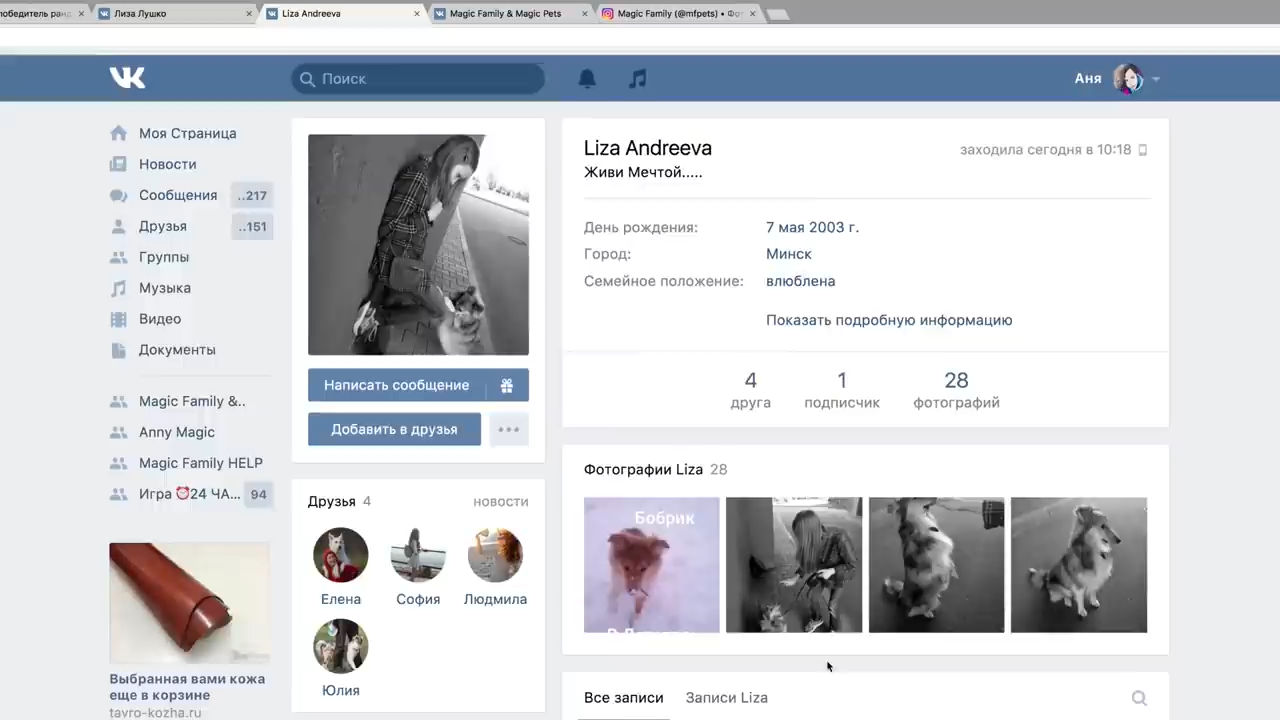 Лиза Лушко
Liza Andreeva
Magic Family & Magic Pets
Magic Family (@mfpets) •
Поиск
Аня
Моя Страница
Новости
Сообщения ..217
Друзья ..151
Группы
Музыка
Видео
Документы
Magic Family &..
Anny Magic
Magic Family HELP
Игра ⏰24 ЧА... 94
Выбранная вами кожа
еще в корзине
tavro-kozha.ru
Написать сообщение
Добавить в друзья
Друзья 4
новости
Елена
София
Людмила
Юлия
Liza Andreeva
заходила сегодня в 10:18
Живи Мечтой.....
День рождения: 7 мая 2003 г.
Город: Минск
Семейное положение: влюблена
Показать подробную информацию
4 1 28
друга подписчик фотографий
Фотографии Liza 28
Бобрик
Все записи Записи Liza